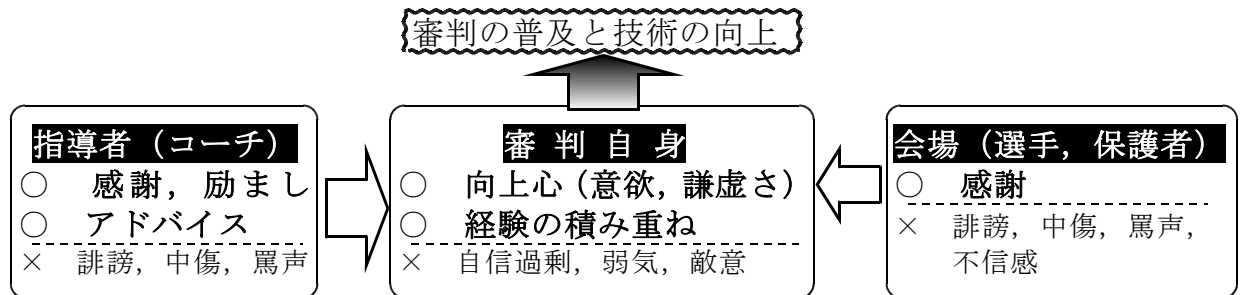 審判の普及と技術の向上
指導者(コーチ)
○ 感謝,励まし
○ アドバイス
× 誹謗,中傷,罵声
審判自身
○ 向上心(意欲,謙虚さ)
○ 経験の積み重ね
× 自信過剰,弱気,敵意
会場(選手,保護者)
○ 感謝
× 誹謗,中傷,罵声,
不信感